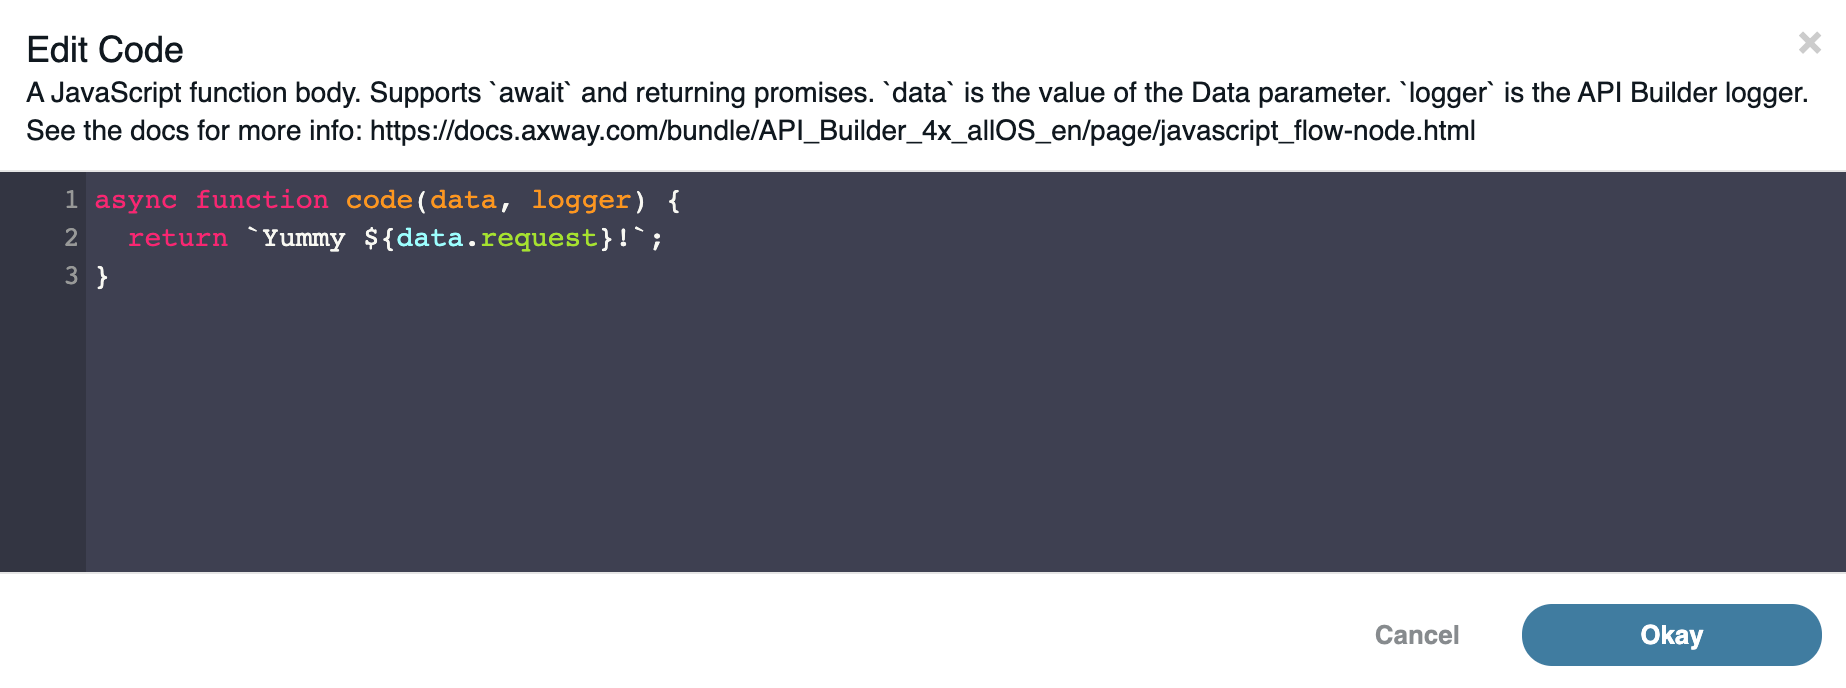 Edit Code
×
A JavaScript function body. Supports `await` and returning promises. `data` is the value of the Data parameter. `logger` is the API Builder logger.
See the docs for more info: https://docs.axway.com/bundle/API_Builder_4x_allOS_en/page/javascript_flow-node.html
1 async function code(data, logger) {
2   return `Yummy ${data.request}!`;
3 }
Cancel
Okay